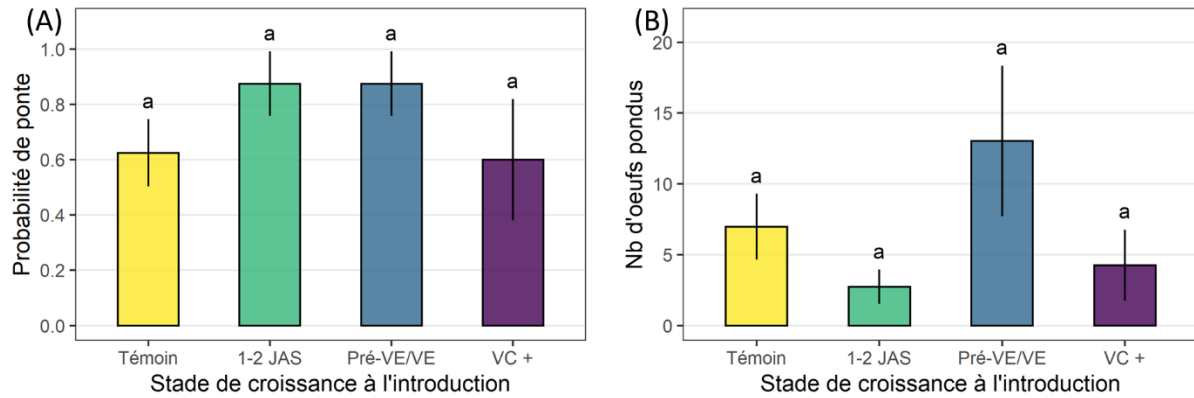 (A)
Probabilité de ponte
1.0
0.8
0.6
0.4
0.2
0.0
a
a
a
a
Témoin 1-2 JAS Pré-VE/VE VC +
Stade de croissance à l'introduction
(B)
Nb d'oeufs pondus
20
15
10
5
0
a
a
a
a
Témoin 1-2 JAS Pré-VE/VE VC +
Stade de croissance à l'introduction